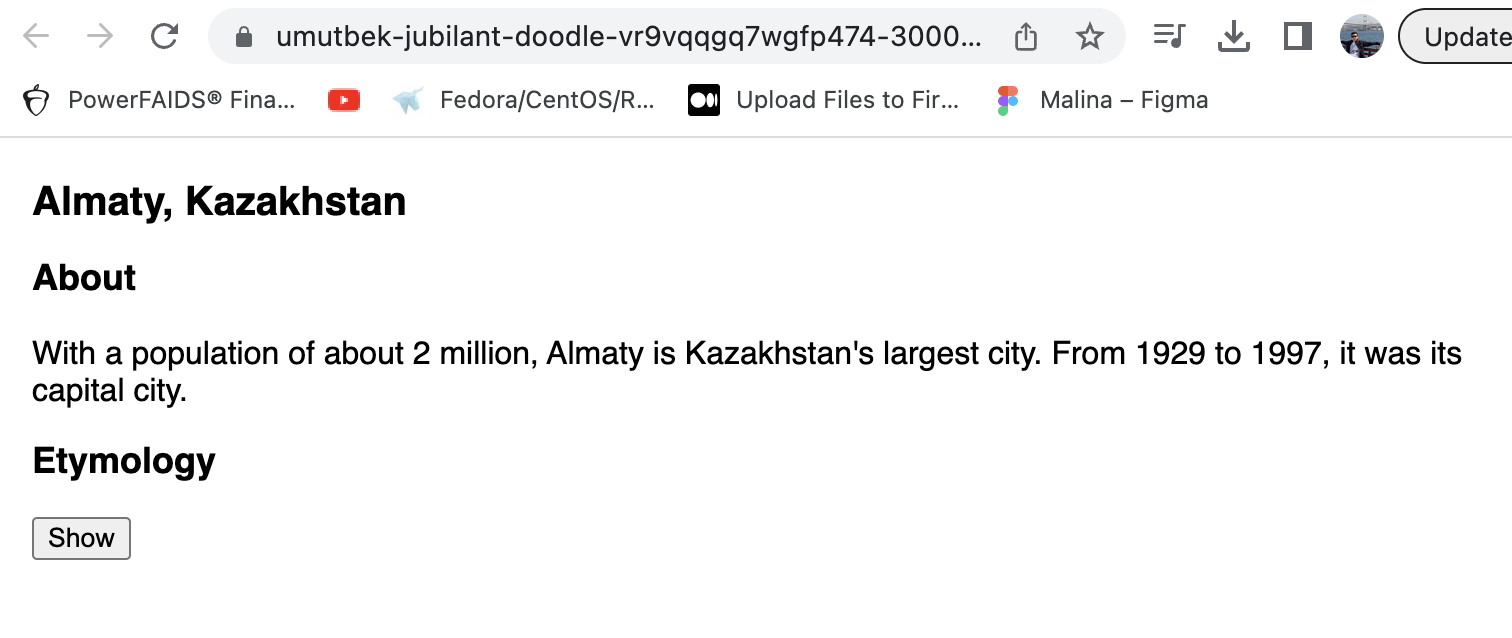 umutbek-jubilant-doodle-vr9vqqgq7wgfp474-3000...
Update
PowerFAIDS® Fina...
Fedora/CentOS/R...
Upload Files to Fir...
Malina – Figma
Almaty, Kazakhstan
About
With a population of about 2 million, Almaty is Kazakhstan's largest city. From 1929 to 1997, it was its
capital city.
Etymology
Show